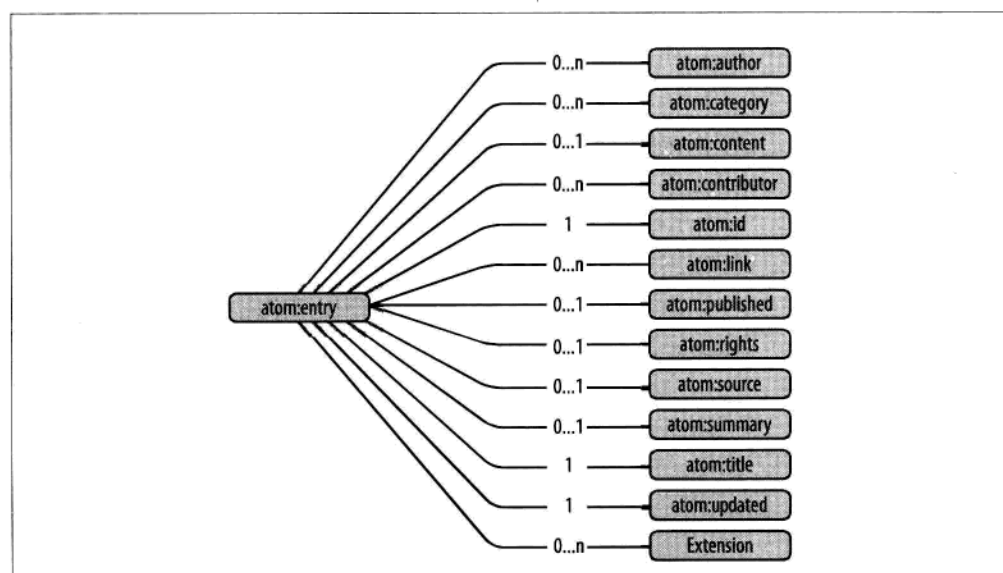 0...n atom:author
0...n atom:category
0...1 atom:content
0...n atom:contributor
1 atom:id
0...n atom:link
atom:entry 0...1 atom:published
0...1 atom:rights
0...1 atom:source
0...1 atom:summary
1 atom:title
1 atom:updated
0...n Extension